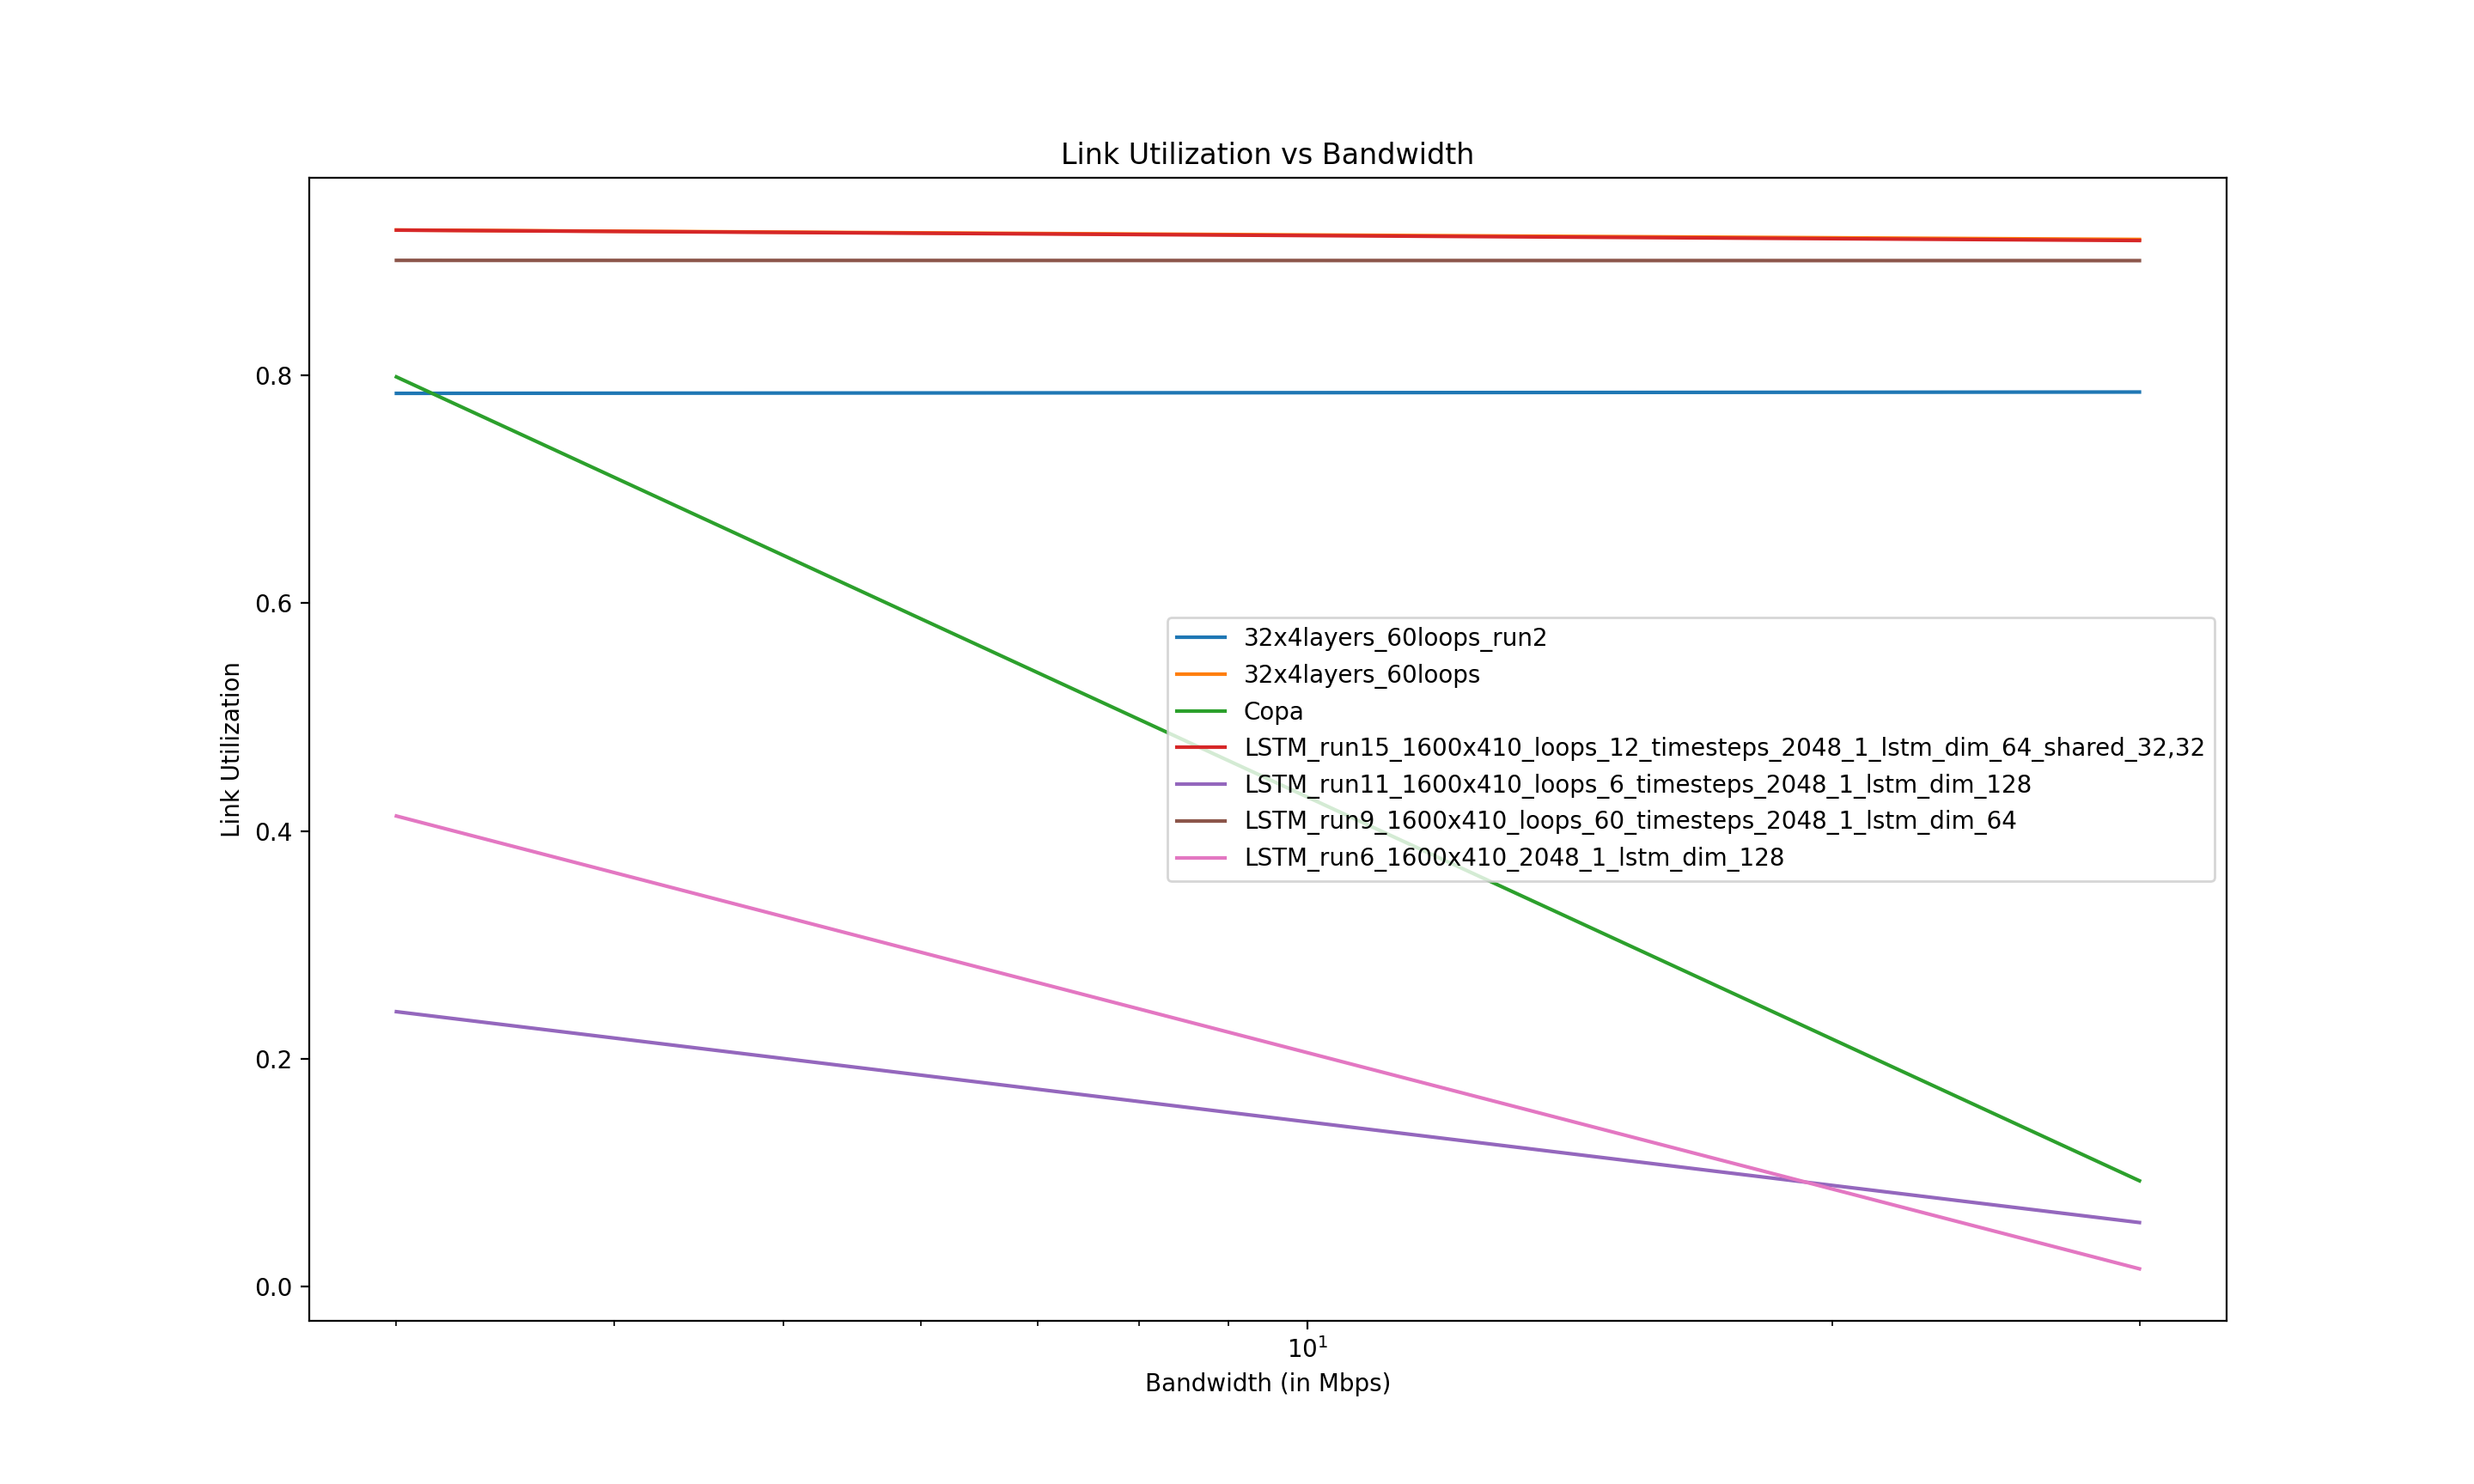 Link Utilization vs Bandwidth
Link Utilization
0.8
0.6
0.4
0.2
0.0
32x4layers_60loops_run2
32x4layers_60loops
Copa
LSTM_run15_1600x410_loops_12_timesteps_2048_1_lstm_dim_64_shared_32,32
LSTM_run11_1600x410_loops_6_timesteps_2048_1_lstm_dim_128
LSTM_run9_1600x410_loops_60_timesteps_2048_1_lstm_dim_64
LSTM_run6_1600x410_2048_1_lstm_dim_128
10¹
Bandwidth (in Mbps)